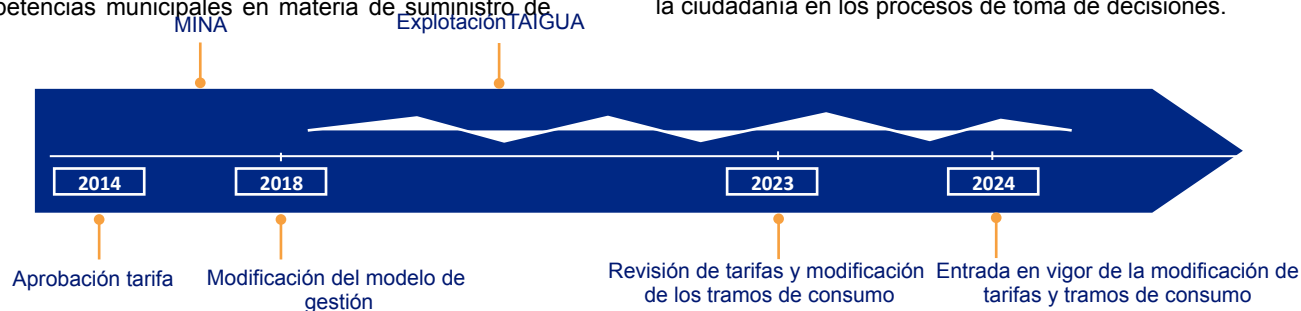 petencias municipales en materia de suministro de
la ciudadanía en los procesos de toma de decisiones.
MINA
ExplotaciónTAIGUA
2014
2018
2023
2024
Aprobación tarifa
Modificación del modelo de
gestión
Revisión de tarifas y modificación
de los tramos de consumo
Entrada en vigor de la modificación de
tarifas y tramos de consumo